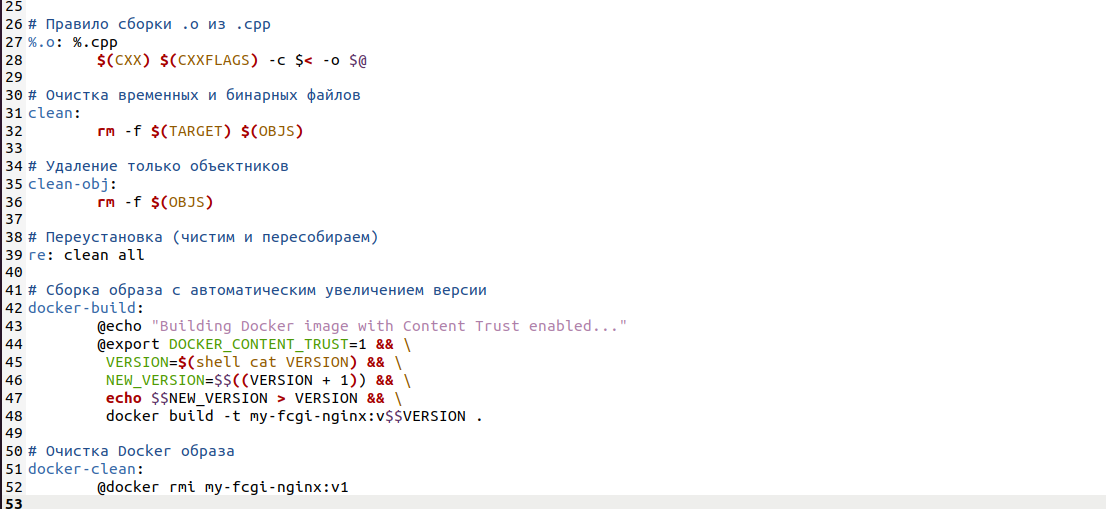 25
26 # Правило сборки .o из .cpp
27 %.o: %.cpp
28 $(CXX) $(CXXFLAGS) -c $< -o $@
29
30 # Очистка временных и бинарных файлов
31 clean:
32 rm -f $(TARGET) $(OBJS)
33
34 # Удаление только объектников
35 clean-obj:
36 rm -f $(OBJS)
37
38 # Переустановка (чистим и пересобираем)
39 re: clean all
40
41 # Сборка образа с автоматическим увеличением версии
42 docker-build:
43 @echo "Building Docker image with Content Trust enabled..."
44 @export DOCKER_CONTENT_TRUST=1 && \
45 VERSION=$(shell cat VERSION) && \
46 NEW_VERSION=$$((VERSION + 1)) && \
47 echo $$NEW_VERSION > VERSION && \
48 docker build -t my-fcgi-nginx:v$$VERSION .
49
50 # Очистка Docker образа
51 docker-clean:
52 @docker rmi my-fcgi-nginx:v1
53